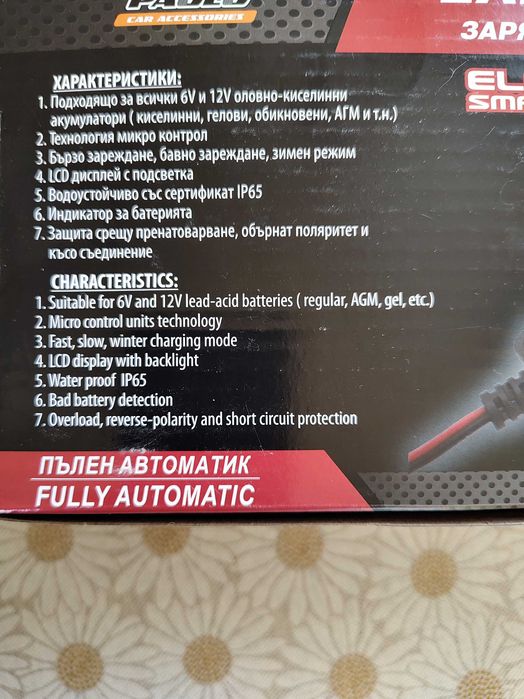 CAR ACCESSORIES
ХАРАКТЕРИСТИКИ:
1. Подходящо за всички 6V и 12V оловно-киселинни
акумулатори ( киселинни, гелови, обикновени, АГМ и т.н.)
2. Технология микро контрол
3. Бързо зареждане, бавно зареждане, зимен режим
4. LCD дисплей с подсветка
5. Водоустойчиво със сертификат IP65
6. Индикатор за батерията
7. Защита срещу пренатоварване, обърнат поляритет и
късо съединение
CHARACTERISTICS:
1. Suitable for 6V and 12V lead-acid batteries ( regular, AGM, gel, etc.)
2. Micro control units technology
3. Fast, slow, winter charging mode
4. LCD display with backlight
5. Water proof IP65
6. Bad battery detection
7. Overload, reverse-polarity and short circuit protection
ПЪЛЕН АВТОМАТИК
FULLY AUTOMATIC